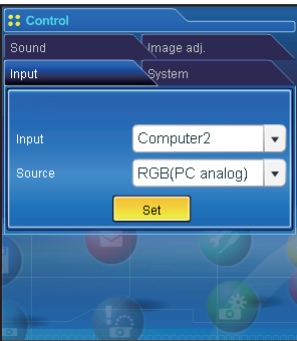 Control
Sound Image adj.
Input System
Input Computer2
Source RGB(PC analog)
Set